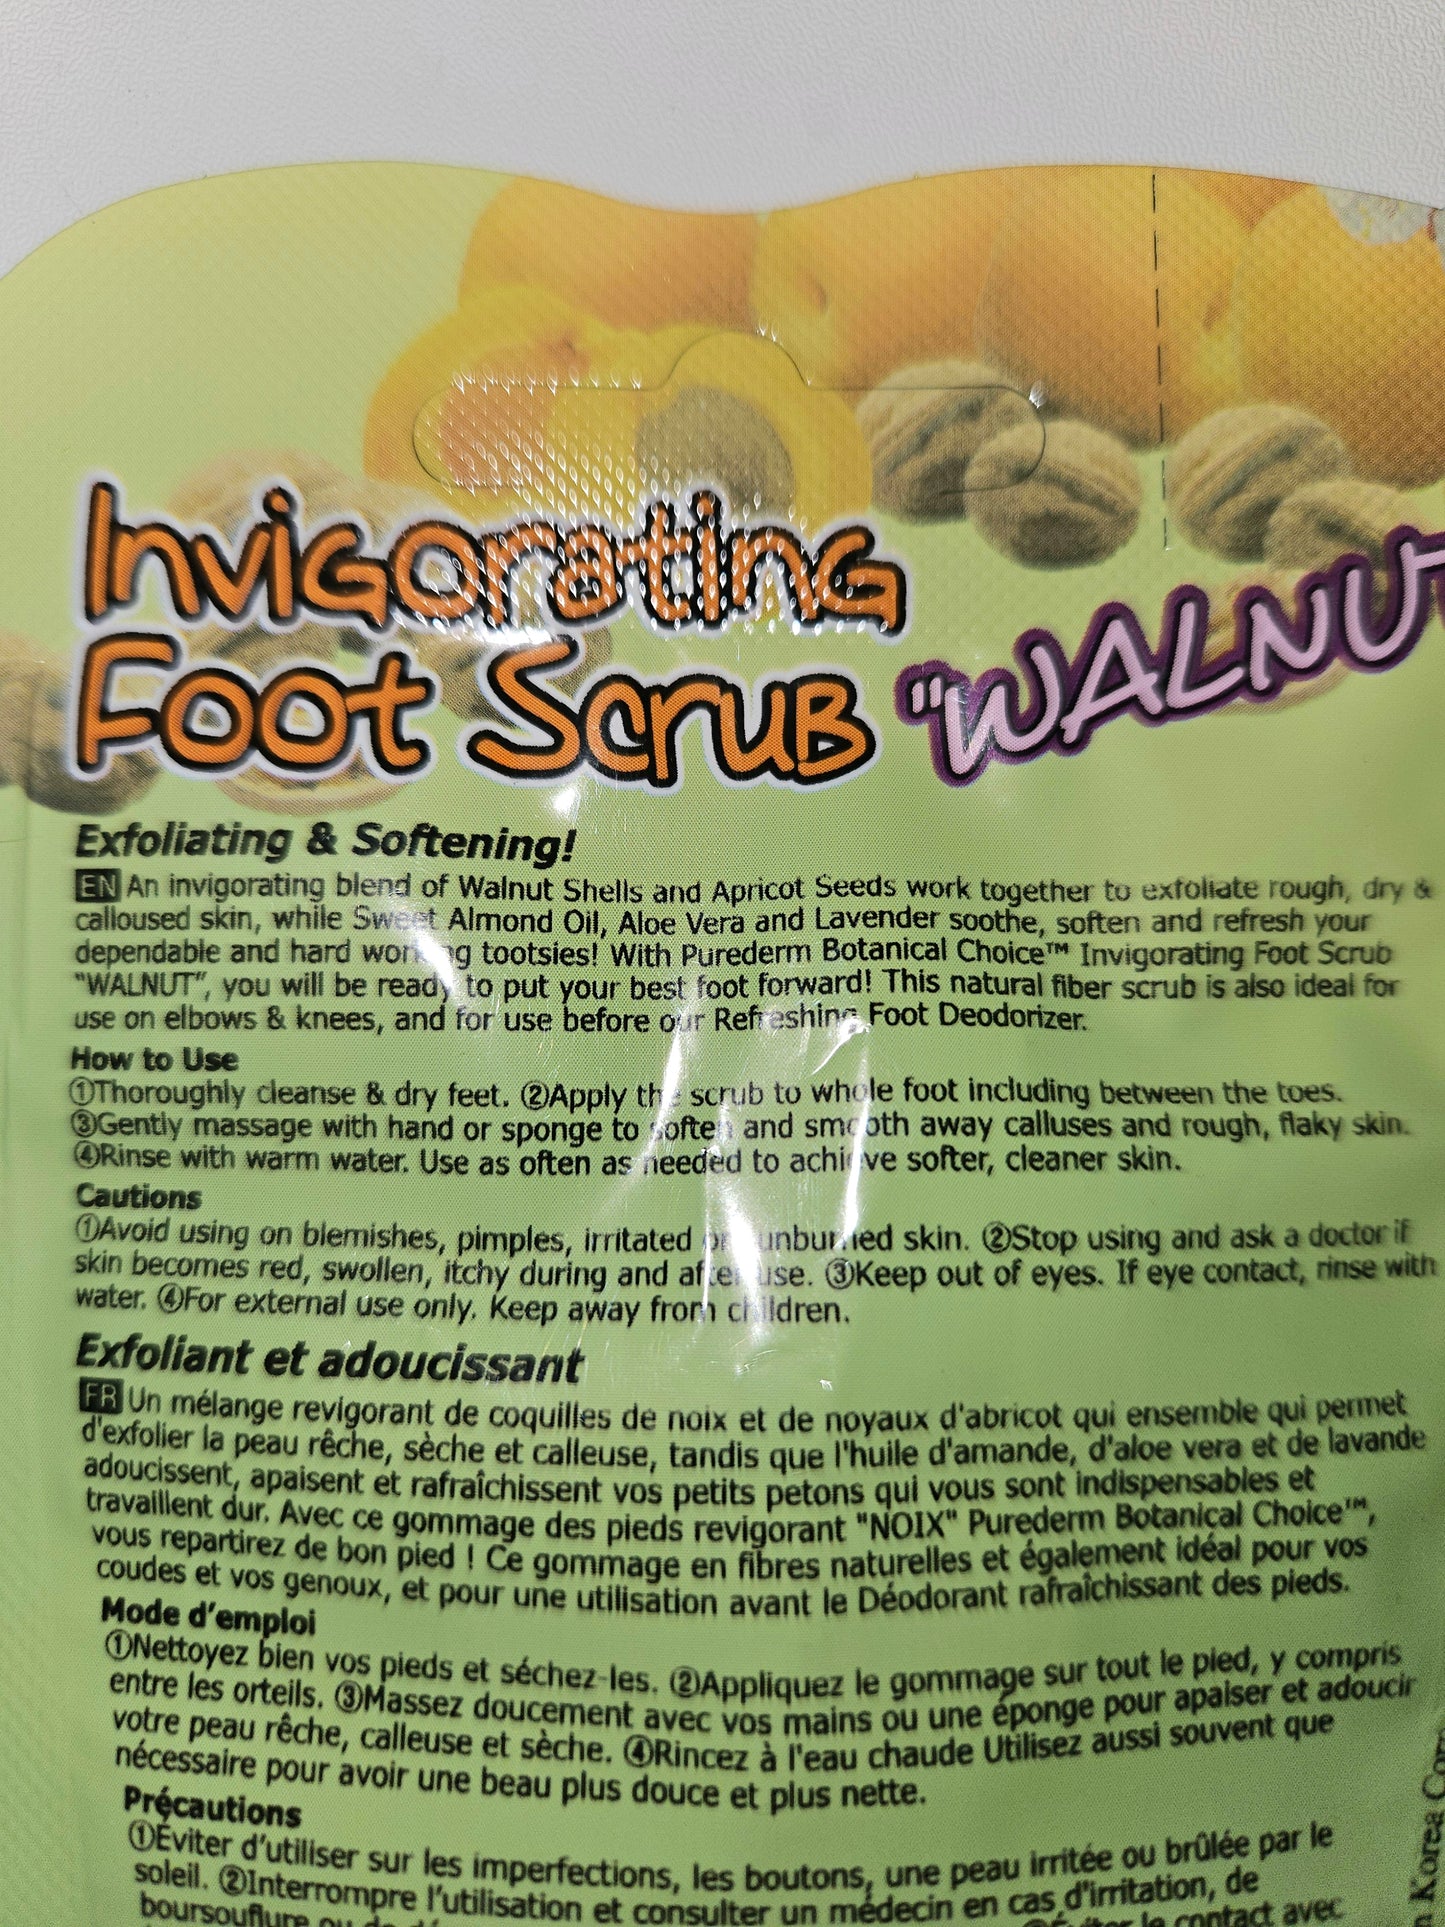 Invigorating
Foot Scrub "WALNUT
Exfoliating & Softening!
EN An invigorating blend of Walnut Shells and Apricot Seeds work together to exfoliate rough, dry &
calloused skin, while Sweet Almond Oil, Aloe Vera and Lavender soothe, soften and refresh your
dependable and hard working tootsies! With Purederm Botanical Choice™ Invigorating Foot Scrub
"WALNUT", you will be ready to put your best foot forward! This natural fiber scrub is also ideal for
use on elbows & knees, and for use before our Refreshing Foot Deodorizer.
How to Use
①Thoroughly cleanse & dry feet. ②Apply the scrub to whole foot including between the toes.
③Gently massage with hand or sponge to soften and smooth away calluses and rough, flaky skin.
④Rinse with warm water. Use as often as needed to achieve softer, cleaner skin.
Cautions
①Avoid using on blemishes, pimples, irritated or sunburned skin. ②Stop using and ask a doctor if
skin becomes red, swollen, itchy during and after use. ③Keep out of eyes. If eye contact, rinse with
water. ④For external use only. Keep away from children.
Exfoliant et adoucissant
FR Un mélange revigorant de coquilles de noix et de noyaux d'abricot qui ensemble qui permet
d'exfolier la peau rêche, sèche et calleuse, tandis que l'huile d'amande, d'aloe vera et de lavande
adoucissent, apaisent et rafraîchissent vos petits petons qui vous sont indispensables et
travaillent dur. Avec ce gommage des pieds revigorant "NOIX" Purederm Botanical Choice™,
vous repartirez de bon pied ! Ce gommage en fibres naturelles et également idéal pour vos
coudes et vos genoux, et pour une utilisation avant le Déodorant rafraîchissant des pieds.
Mode d'emploi
①Nettoyez bien vos pieds et séchez-les. ②Appliquez le gommage sur tout le pied, y compris
entre les orteils. ③Massez doucement avec vos mains ou une éponge pour apaiser et adoucir
votre peau rêche, calleuse et sèche. ④Rincez à l'eau chaude Utilisez aussi souvent que
nécessaire pour avoir une beau plus douce et plus nette.
Précautions
①Éviter d'utiliser sur les imperfections, les boutons, une peau irritée ou brûlée par le
soleil. ②Interrompre l'utilisation et consulter un médecin en cas d'irritation, de
boursouflure ou le contact avec
Korea